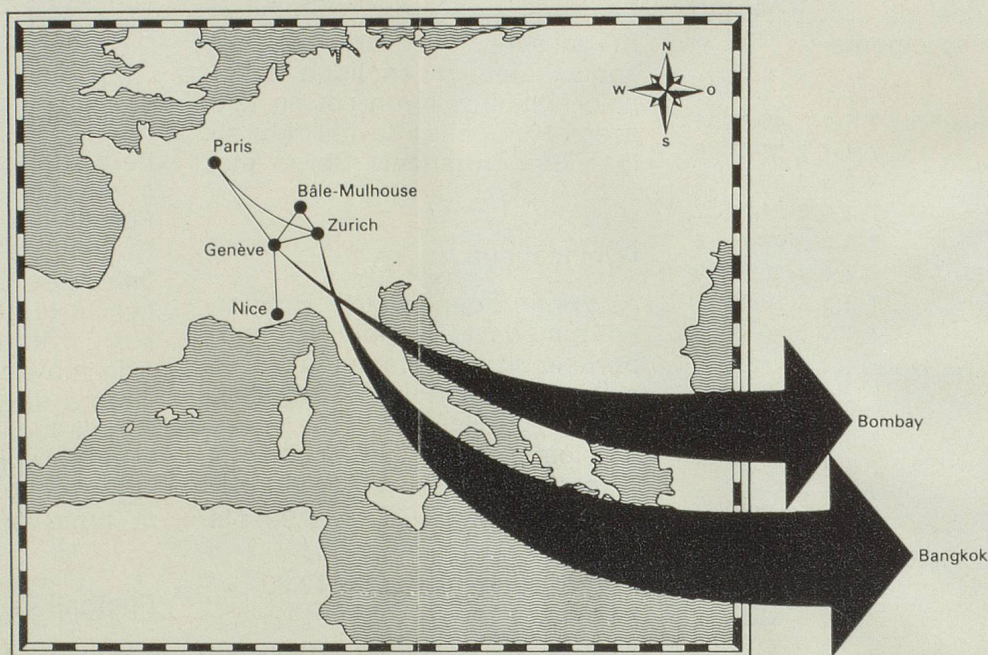 N
W O
S
Paris
Bâle-Mulhouse
Zurich
Genève
Nice
Bombay
Bangkok